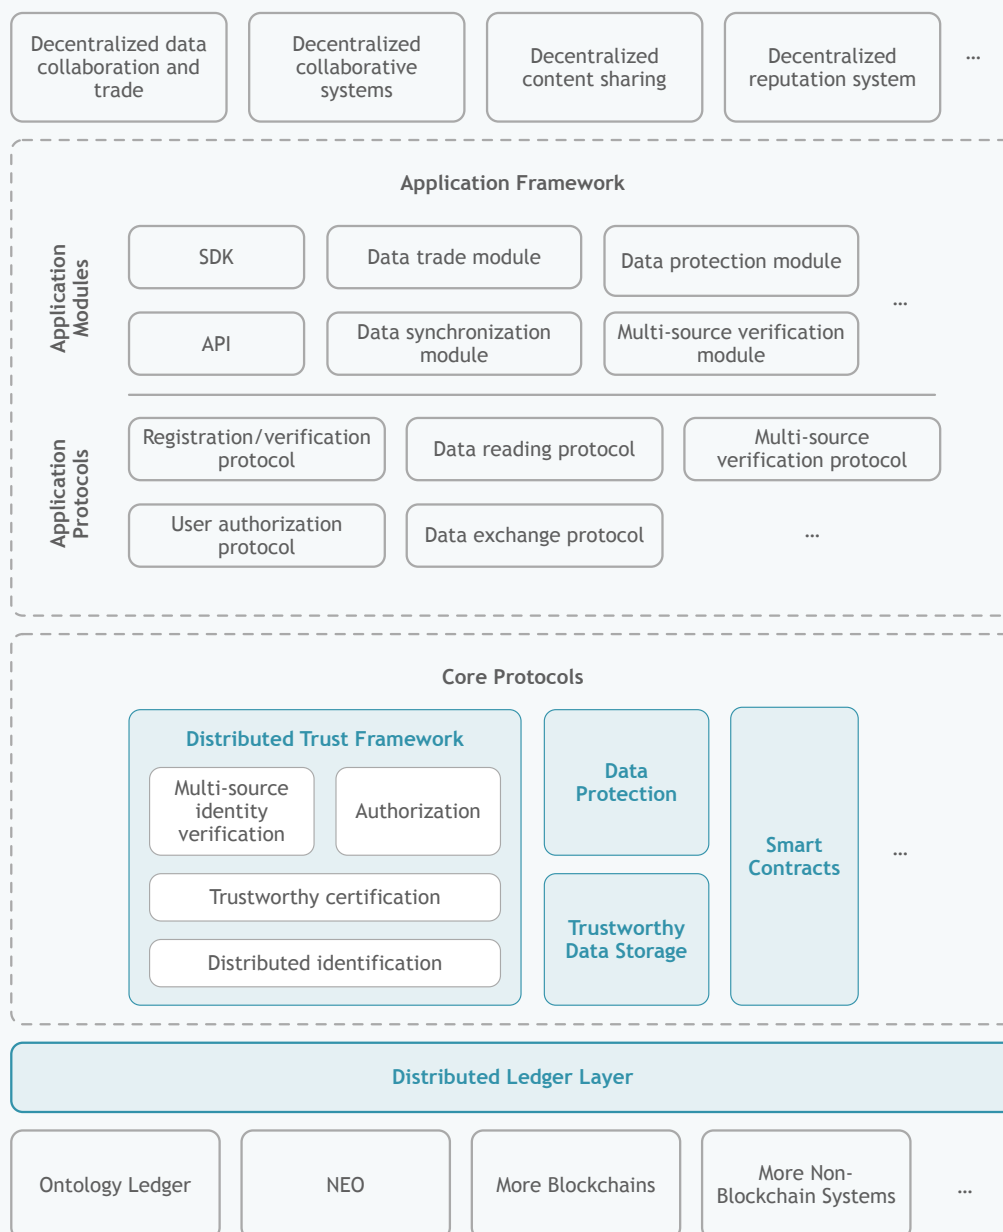 Decentralized data
collaboration and
trade
Decentralized
collaborative
systems
Decentralized
content sharing
Decentralized
reputation system
...
Application Framework
Application
Modules
SDK
Data trade module
Data protection module
API
Data synchronization
module
Multi-source verification
module
...
Application
Protocols
Registration/verification
protocol
Data reading protocol
Multi-source
verification protocol
User authorization
protocol
Data exchange protocol
...
Core Protocols
Distributed Trust Framework
Multi-source
identity
verification
Authorization
Trustworthy certification
Distributed identification
Data
Protection
Trustworthy
Data Storage
Smart
Contracts
...
Distributed Ledger Layer
Ontology Ledger
NEO
More Blockchains
More Non-
Blockchain Systems
...